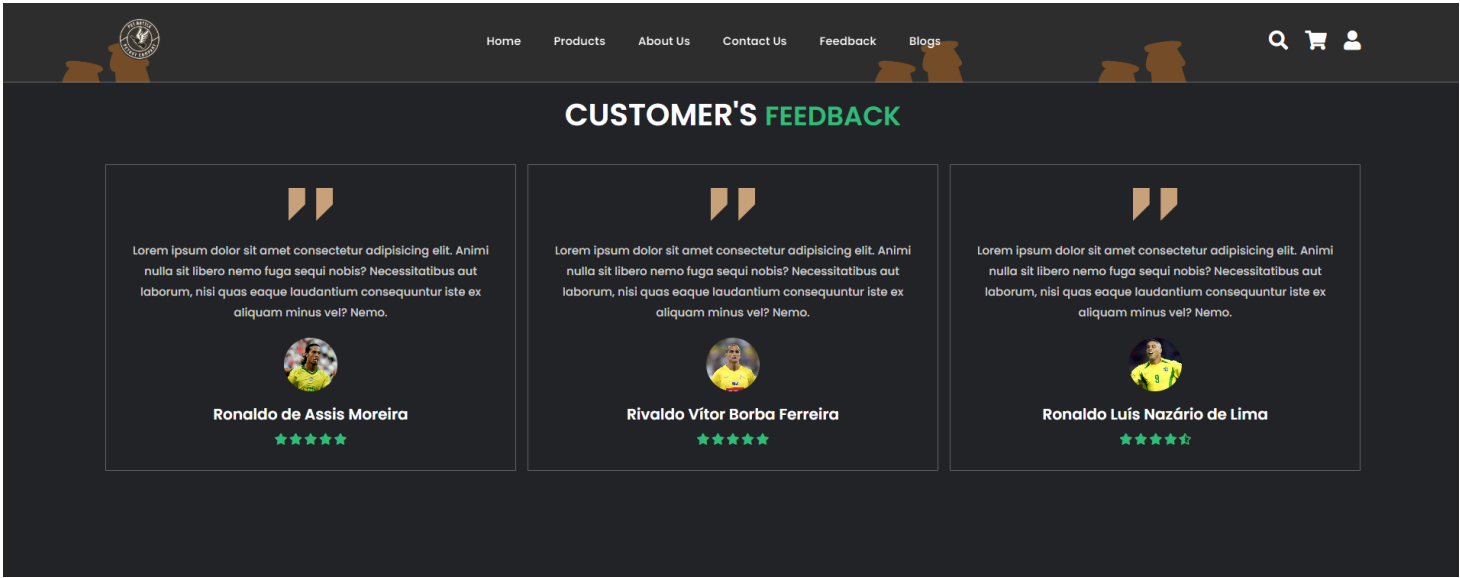 Home Products About Us Contact Us Feedback Blogs
CUSTOMER'S FEEDBACK
Lorem ipsum dolor sit amet consectetur adipisicing elit. Animi
nulla sit libero nemo fuga sequi nobis? Necessitatibus aut
laborum, nisi quas eaque laudantium consequuntur iste ex
aliquam minus vel? Nemo.
Ronaldo de Assis Moreira
Lorem ipsum dolor sit amet consectetur adipisicing elit. Animi
nulla sit libero nemo fuga sequi nobis? Necessitatibus aut
laborum, nisi quas eaque laudantium consequuntur iste ex
aliquam minus vel? Nemo.
Rivaldo Vítor Borba Ferreira
Lorem ipsum dolor sit amet consectetur adipisicing elit. Animi
nulla sit libero nemo fuga sequi nobis? Necessitatibus aut
laborum, nisi quas eaque laudantium consequuntur iste ex
aliquam minus vel? Nemo.
9
Ronaldo Luís Nazário de Lima